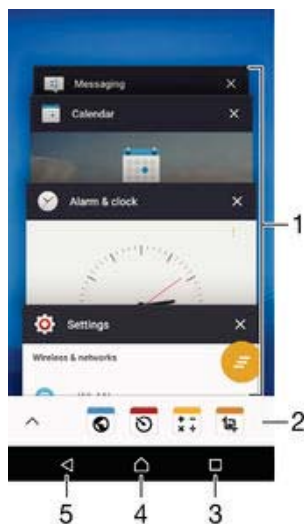 Messaging
Calendar
Alarm & clock
Settings
Wireless & networks
1
2
5
4
3